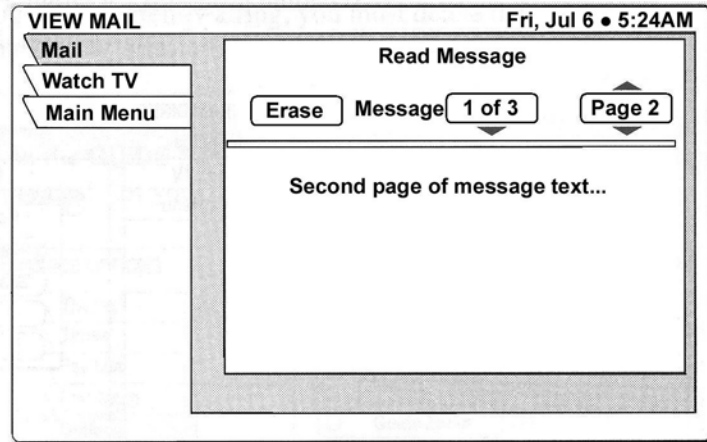 VIEW MAIL
Fri, Jul 6 ● 5:24AM
Mail
Watch TV
Main Menu
Read Message
Erase Message 1 of 3 Page 2
Second page of message text...